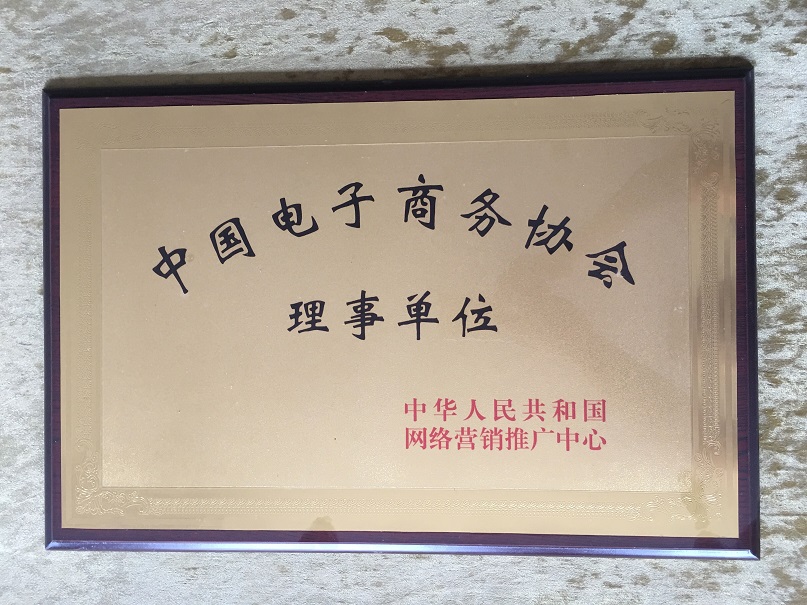 中国电子商务协会
理事单位
中华人民共和国
网络营销推广中心